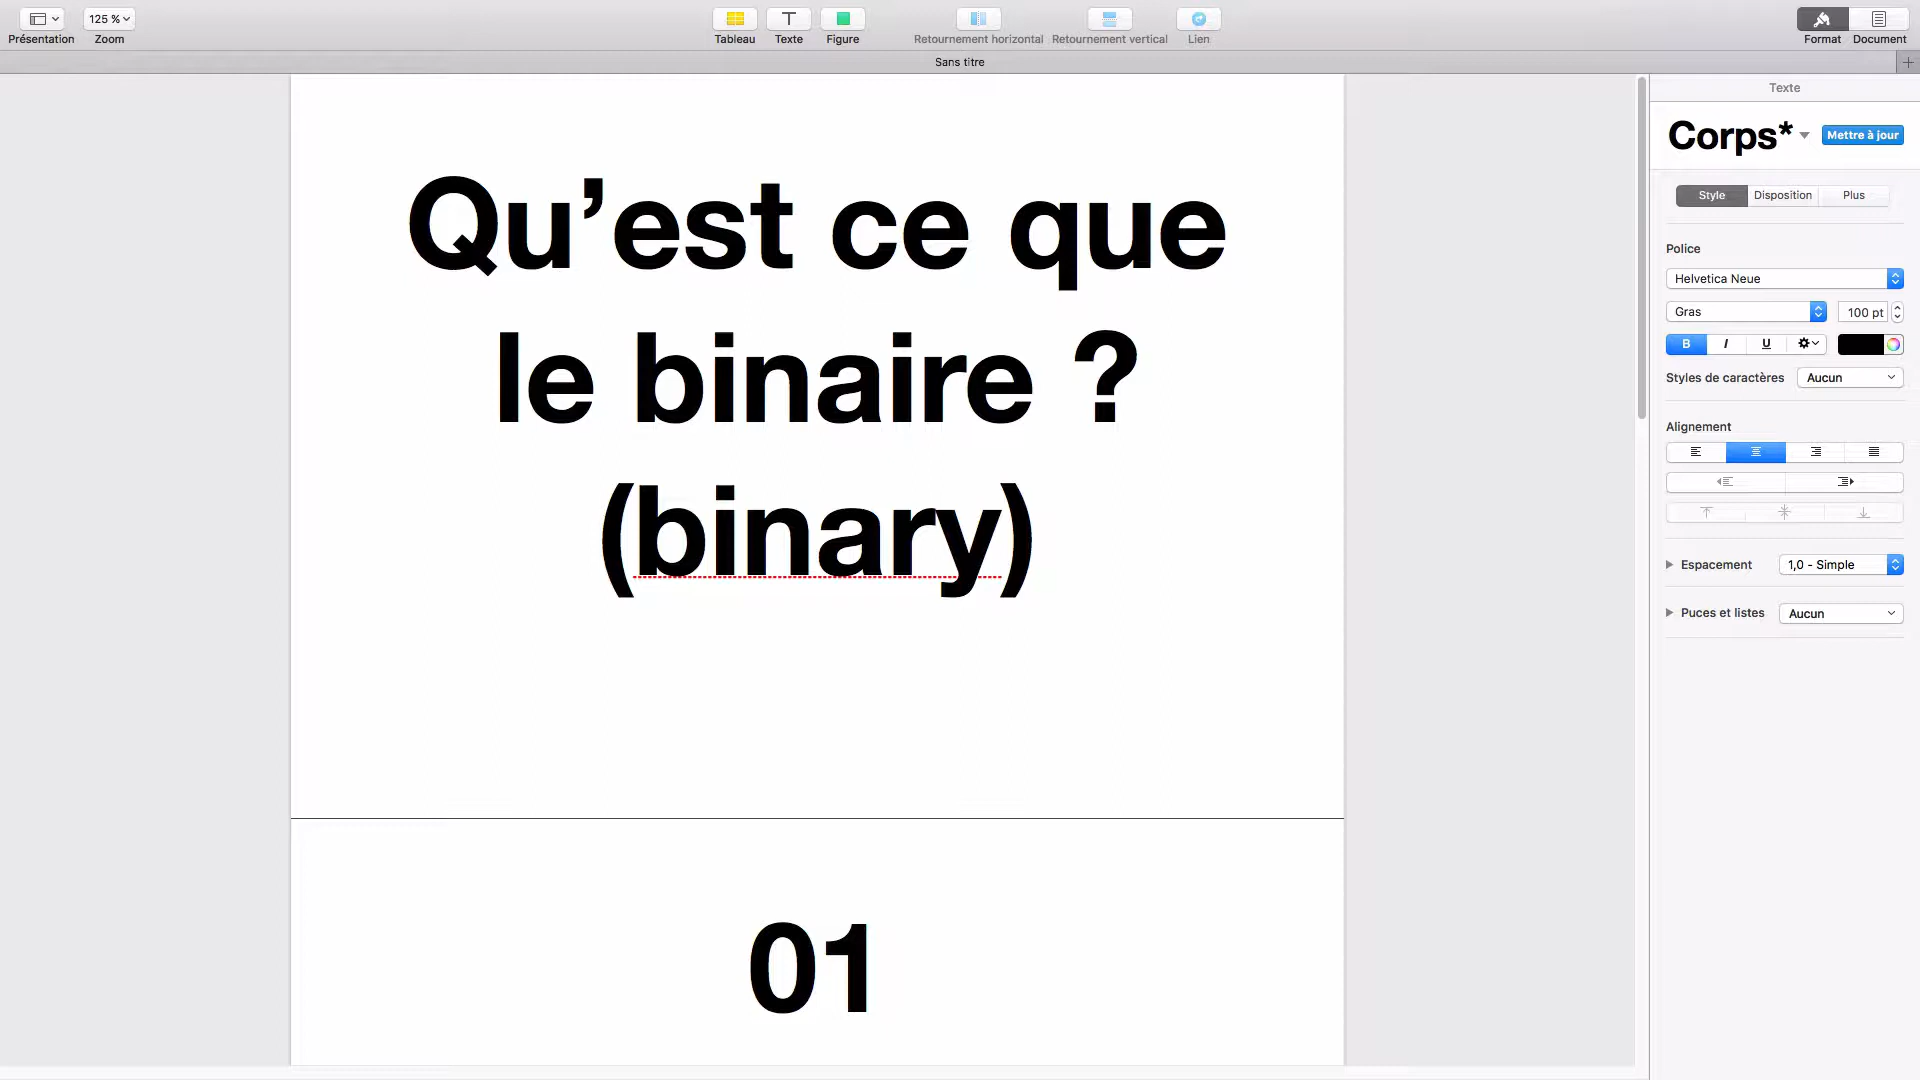 125 %
Présentation
Zoom
Tableau
Texte
Figure
Retournement horizontal
Retournement vertical
Lien
Format
Document
Sans titre
Qu’est ce que
le binaire ?
(binary)
01
Texte
Corps*
Mettre à jour
Style
Disposition
Plus
Police
Helvetica Neue
Gras
100 pt
B I U
Styles de caractères
Aucun
Alignement
Espacement
1,0 - Simple
Puces et listes
Aucun